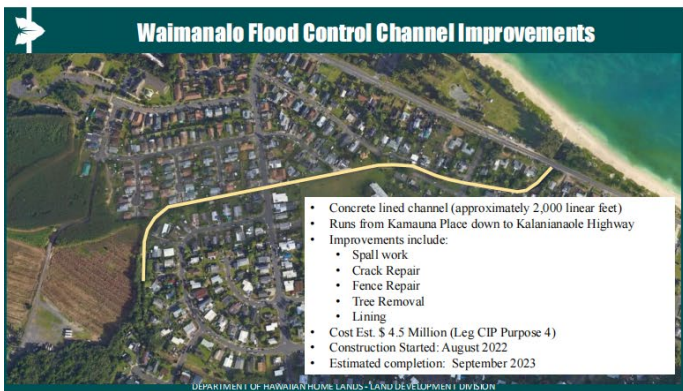 Waimanalo Flood Control Channel Improvements
• Concrete lined channel (approximately 2,000 linear feet)
• Runs from Kamauna Place down to Kalanianaole Highway
• Improvements include:
• Spall work
• Crack Repair
• Fence Repair
• Tree Removal
• Lining
• Cost Est. $ 4.5 Million (Leg CIP Purpose 4)
• Construction Started: August 2022
• Estimated completion: September 2023
DEPARTMENT OF HAWAIIAN HOME LANDS - LAND DEVELOPMENT DIVISION